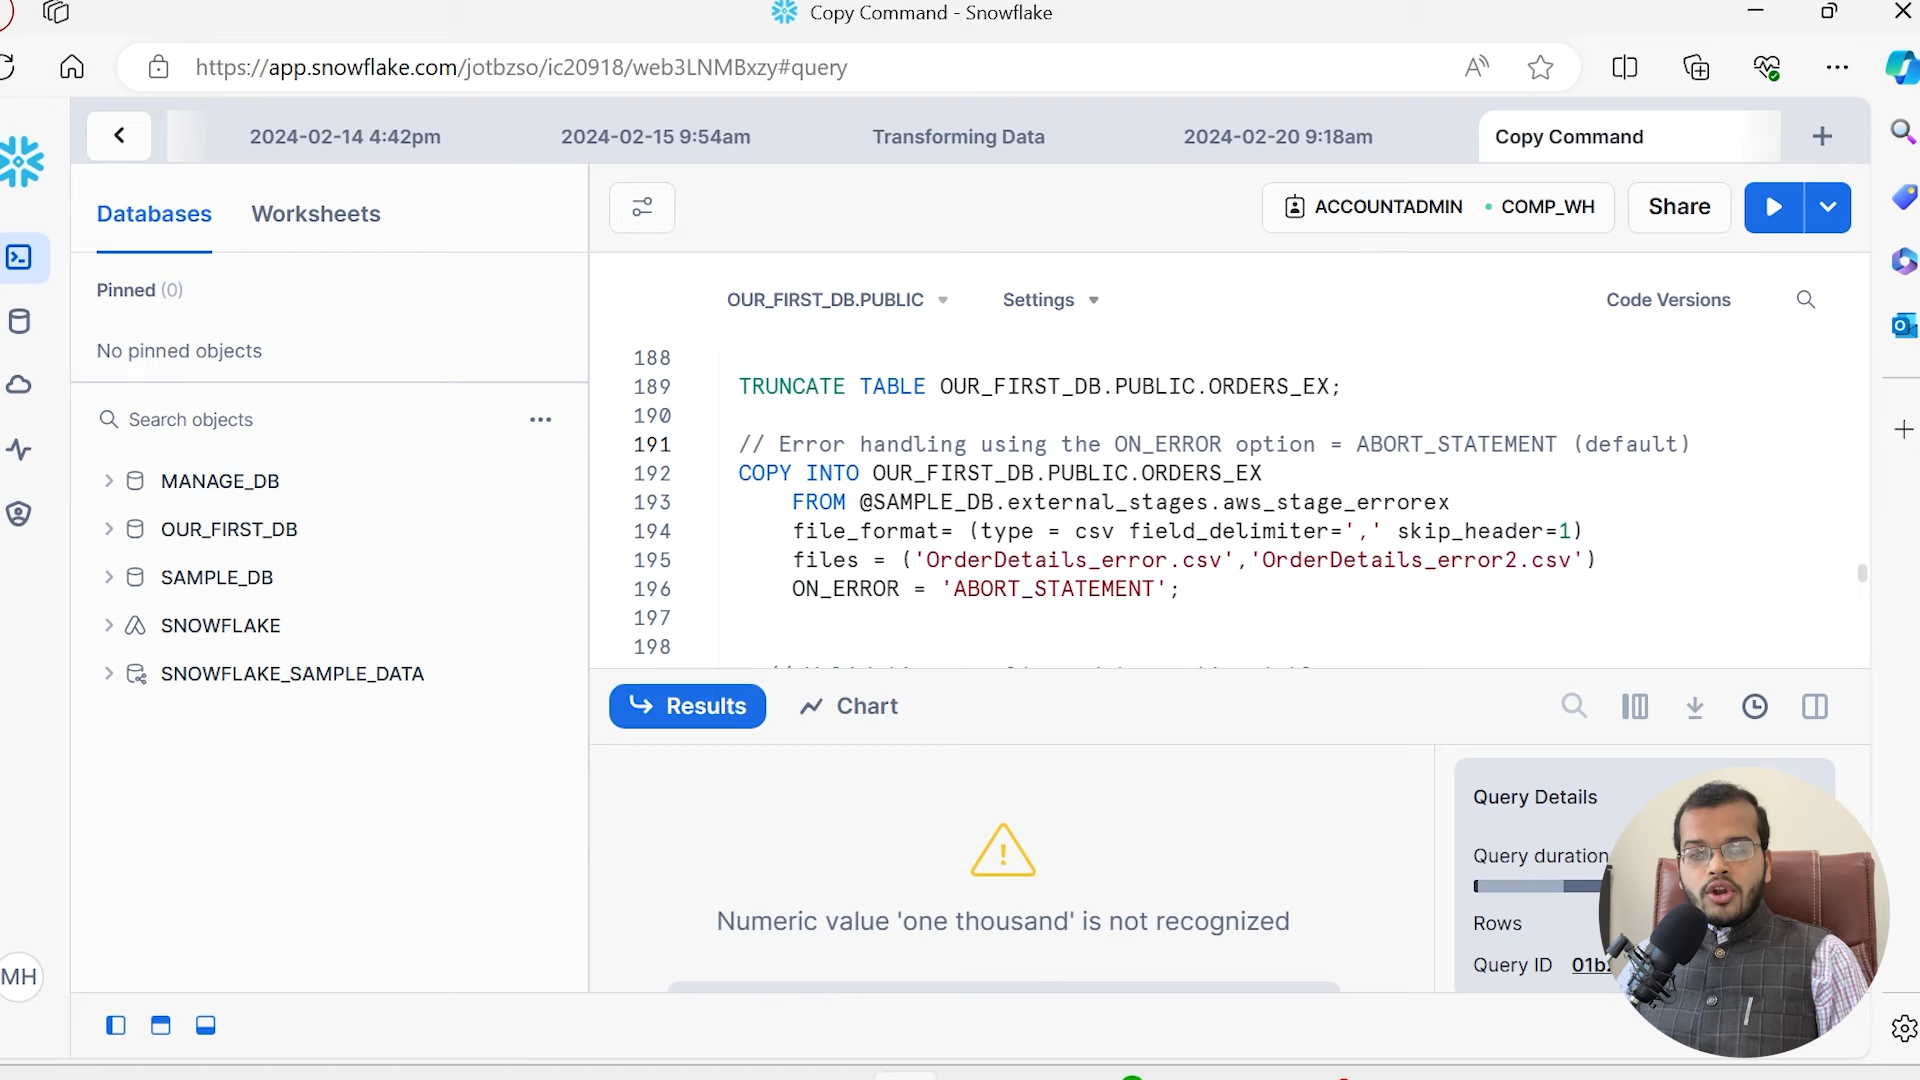 Copy Command - Snowflake
https://app.snowflake.com/jotbzso/ic20918/web3LNMBxzy#query
2024-02-14 4:42pm
2024-02-15 9:54am
Transforming Data
2024-02-20 9:18am
Copy Command
Databases
Worksheets
ACCOUNTADMIN
COMP_WH
Share
Pinned (0)
No pinned objects
Search objects
MANAGE_DB
OUR_FIRST_DB
SAMPLE_DB
SNOWFLAKE
SNOWFLAKE_SAMPLE_DATA
MH
OUR_FIRST_DB.PUBLIC
Settings
Code Versions
188
189 TRUNCATE TABLE OUR_FIRST_DB.PUBLIC.ORDERS_EX;
190
191 // Error handling using the ON_ERROR option = ABORT_STATEMENT (default)
192 COPY INTO OUR_FIRST_DB.PUBLIC.ORDERS_EX
193 FROM @SAMPLE_DB.external_stages.aws_stage_errorex
194 file_format= (type = csv field_delimiter=',' skip_header=1)
195 files = ('OrderDetails_error.csv','OrderDetails_error2.csv')
196 ON_ERROR = 'ABORT_STATEMENT';
197
198
Results
Chart
Numeric value 'one thousand' is not recognized
Query Details
Query duration
Rows
Query ID